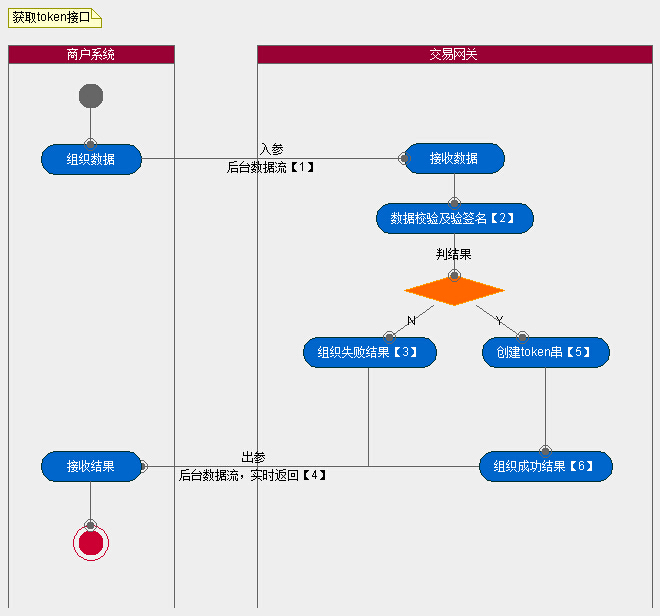 获取token接口
商户系统
交易网关
组织数据
入参
后台数据流【1】
接收数据
数据校验及验签名【2】
判结果
N
Y
组织失败结果【3】
创建token串【5】
接收结果
出参
后台数据流，实时返回【4】
组织成功结果【6】